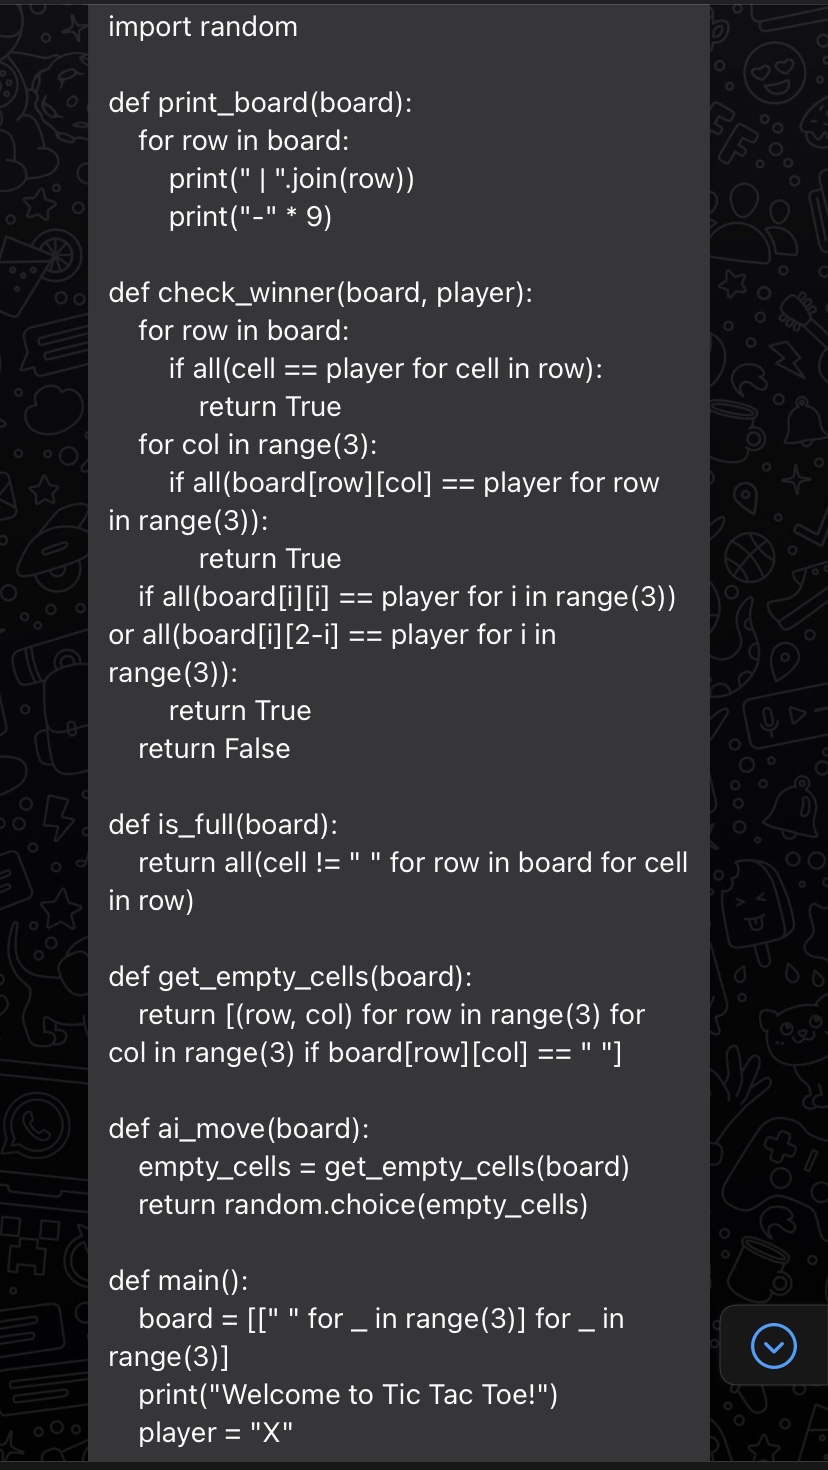 import random

def print_board(board):
    for row in board:
        print(" | ".join(row))
        print("-" * 9)

def check_winner(board, player):
    for row in board:
        if all(cell == player for cell in row):
            return True
    for col in range(3):
        if all(board[row][col] == player for row
in range(3)):
            return True
    if all(board[i][i] == player for i in range(3))
or all(board[i][2-i] == player for i in
range(3)):
        return True
    return False

def is_full(board):
    return all(cell != " " for row in board for cell
in row)

def get_empty_cells(board):
    return [(row, col) for row in range(3) for
col in range(3) if board[row][col] == " "]

def ai_move(board):
    empty_cells = get_empty_cells(board)
    return random.choice(empty_cells)

def main():
    board = [[" " for _ in range(3)] for _ in
range(3)]
    print("Welcome to Tic Tac Toe!")
    player = "X"